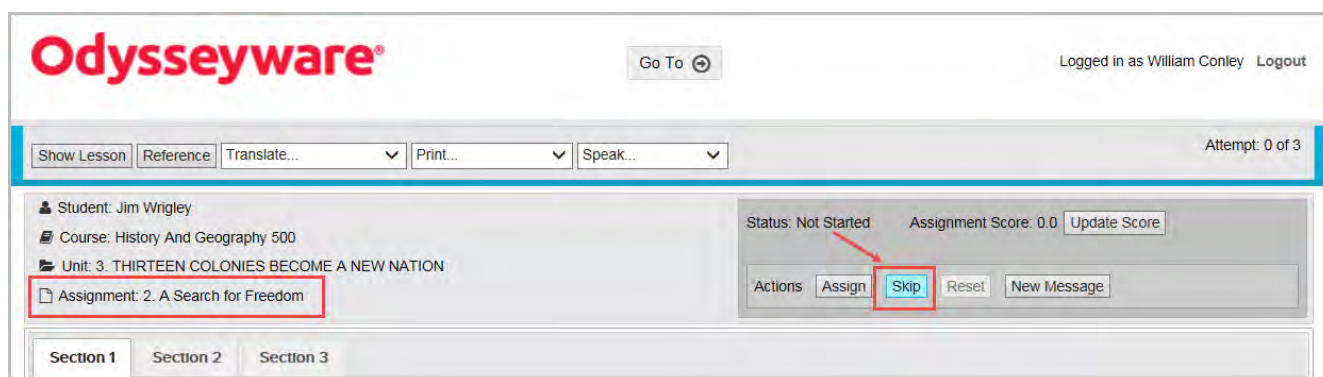 Odysseyware®
Go To
Logged in as William Conley Logout
Show Lesson Reference Translate... Print... Speak...
Attempt: 0 of 3
Student: Jim Wrigley
Course: History And Geography 500
Unit: 3. THIRTEEN COLONIES BECOME A NEW NATION
Assignment: 2. A Search for Freedom
Status: Not Started Assignment Score: 0.0 Update Score
Actions Assign Skip Reset New Message
Section 1 Section 2 Section 3